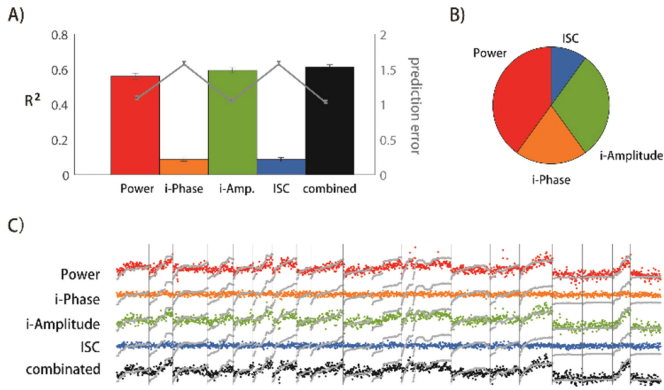 A)
0.8
0.6
R²
0.4
0.2
0
2
1.5
1
0.5
0
prediction error
Power i-Phase i-Amp. ISC combined
B)
ISC
Power
i-Amplitude
i-Phase
C)
Power
i-Phase
i-Amplitude
ISC
combinated